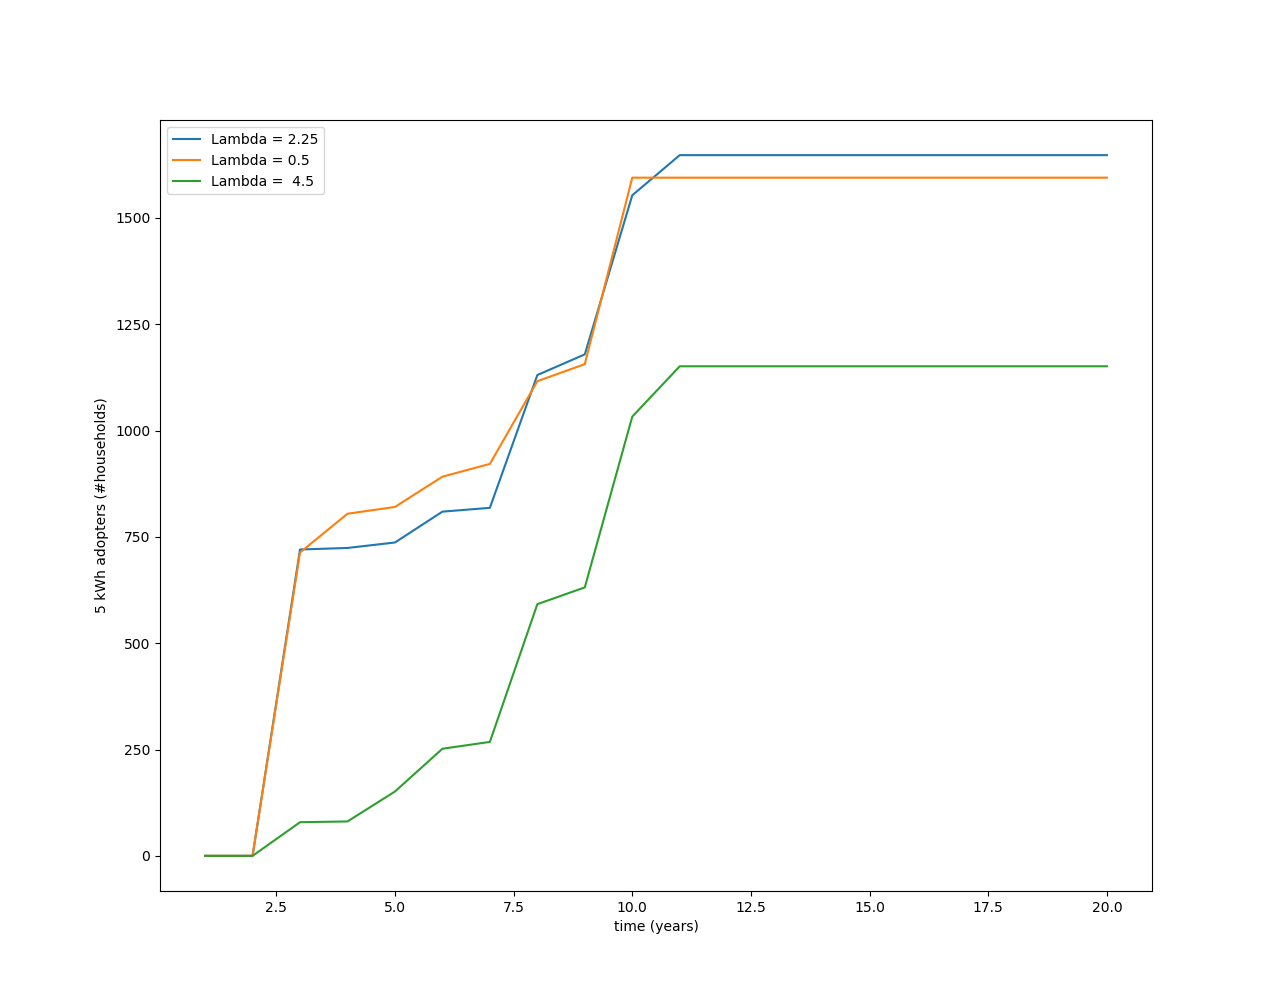 Lambda = 2.25
Lambda = 0.5
Lambda =  4.5
1500
1250
1000
750
500
250
0
5 kWh adopters (#households)
2.5 5.0 7.5 10.0 12.5 15.0 17.5 20.0
time (years)